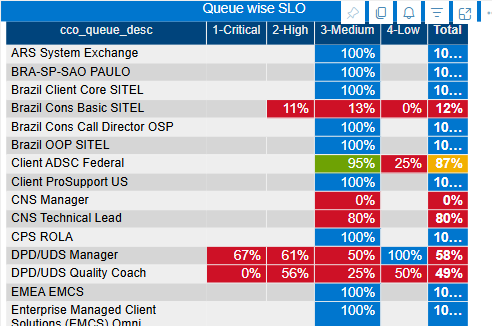 Queue wise SLO
cco_queue_desc 1-Critical 2-High 3-Medium 4-Low Total
ARS System Exchange 100% 10...
BRA-SP-SAO PAULO 100% 10...
Brazil Client Core SITEL 100% 10...
Brazil Cons Basic SITEL 11% 13% 0% 12%
Brazil Cons Call Director OSP 100% 10...
Brazil OOP SITEL 100% 10...
Client ADSC Federal 95% 25% 87%
Client ProSupport US 100% 10...
CNS Manager 0% 0%
CNS Technical Lead 80% 80%
CPS ROLA 100% 10...
DPD/UDS Manager 67% 61% 50% 100% 58%
DPD/UDS Quality Coach 0% 56% 25% 50% 49%
EMEA EMCS 100% 10...
Enterprise Managed Client 100% 10...
Solutions (EMCS) Omni